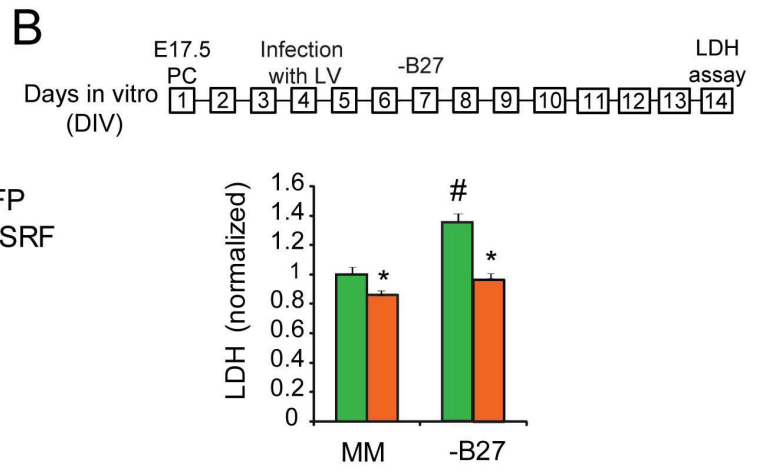 B
E17.5
PC
Infection
with LV
-B27
LDH
assay
Days in vitro
(DIV)
1 2 3 4 5 6 7 8 9 10 11 12 13 14
FP
SRF
LDH (normalized)
1.6
1.4
1.2
1
0.8
0.6
0.4
0.2
0
*
#
*
MM
-B27